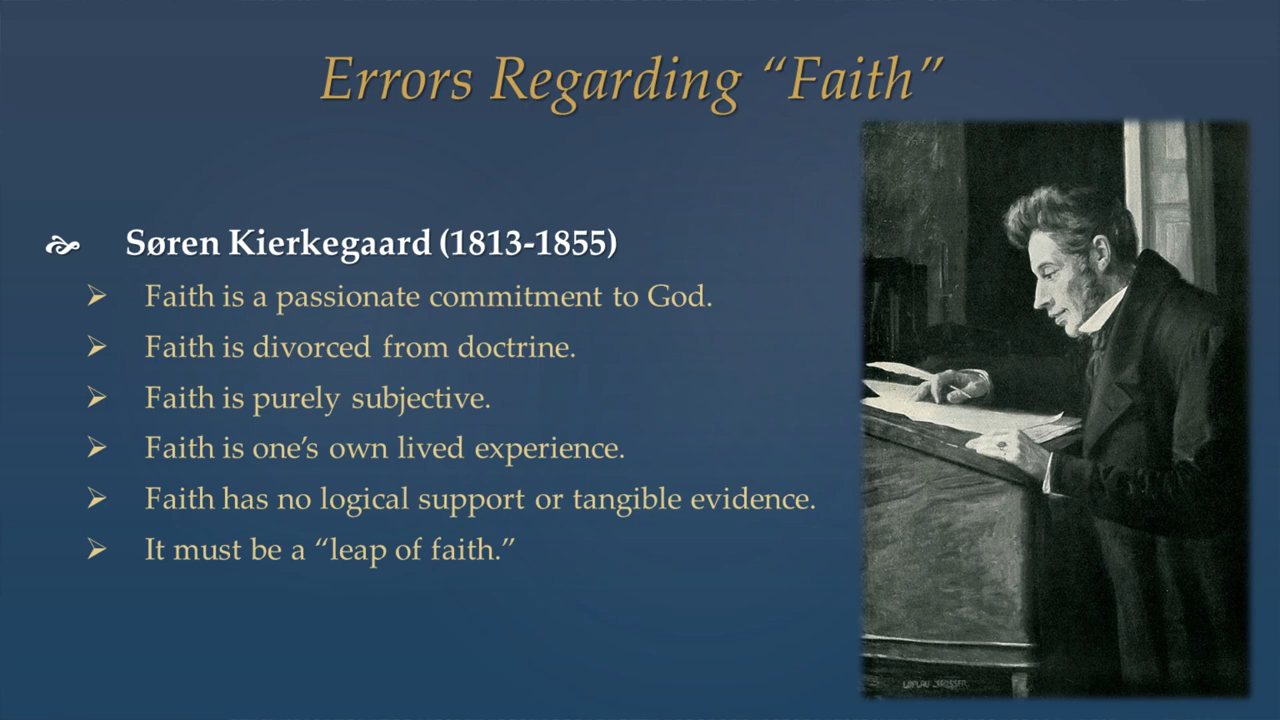 Errors Regarding “Faith”
Søren Kierkegaard (1813-1855)
Faith is a passionate commitment to God.
Faith is divorced from doctrine.
Faith is purely subjective.
Faith is one’s own lived experience.
Faith has no logical support or tangible evidence.
It must be a “leap of faith.”